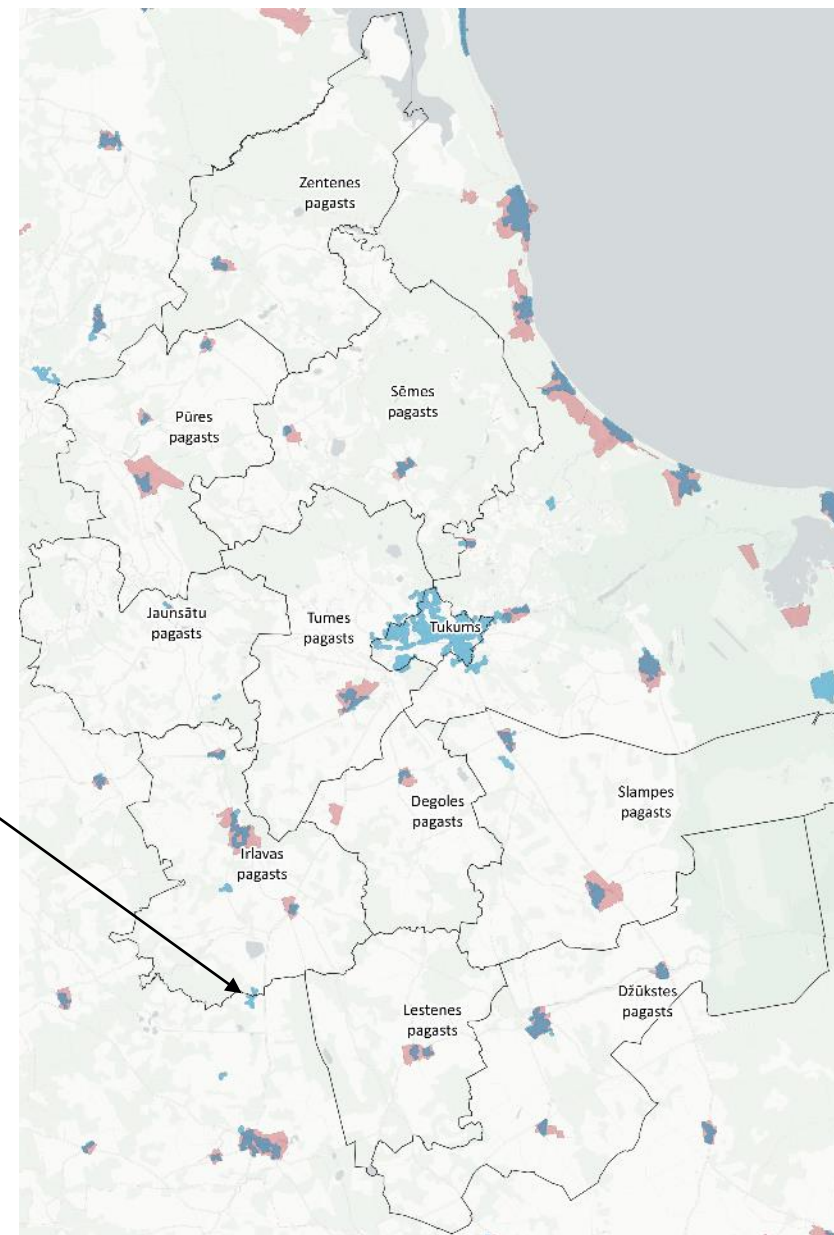 Zentenes
pagasts
Sēmes
pagasts
Pūres
pagasts
Jaunsātu
pagasts
Tumes
pagasts
Tukums
Degoles
pagasts
Slampes
pagasts
Irlavas
pagasts
Lestenes
pagasts
Džūkstes
pagasts